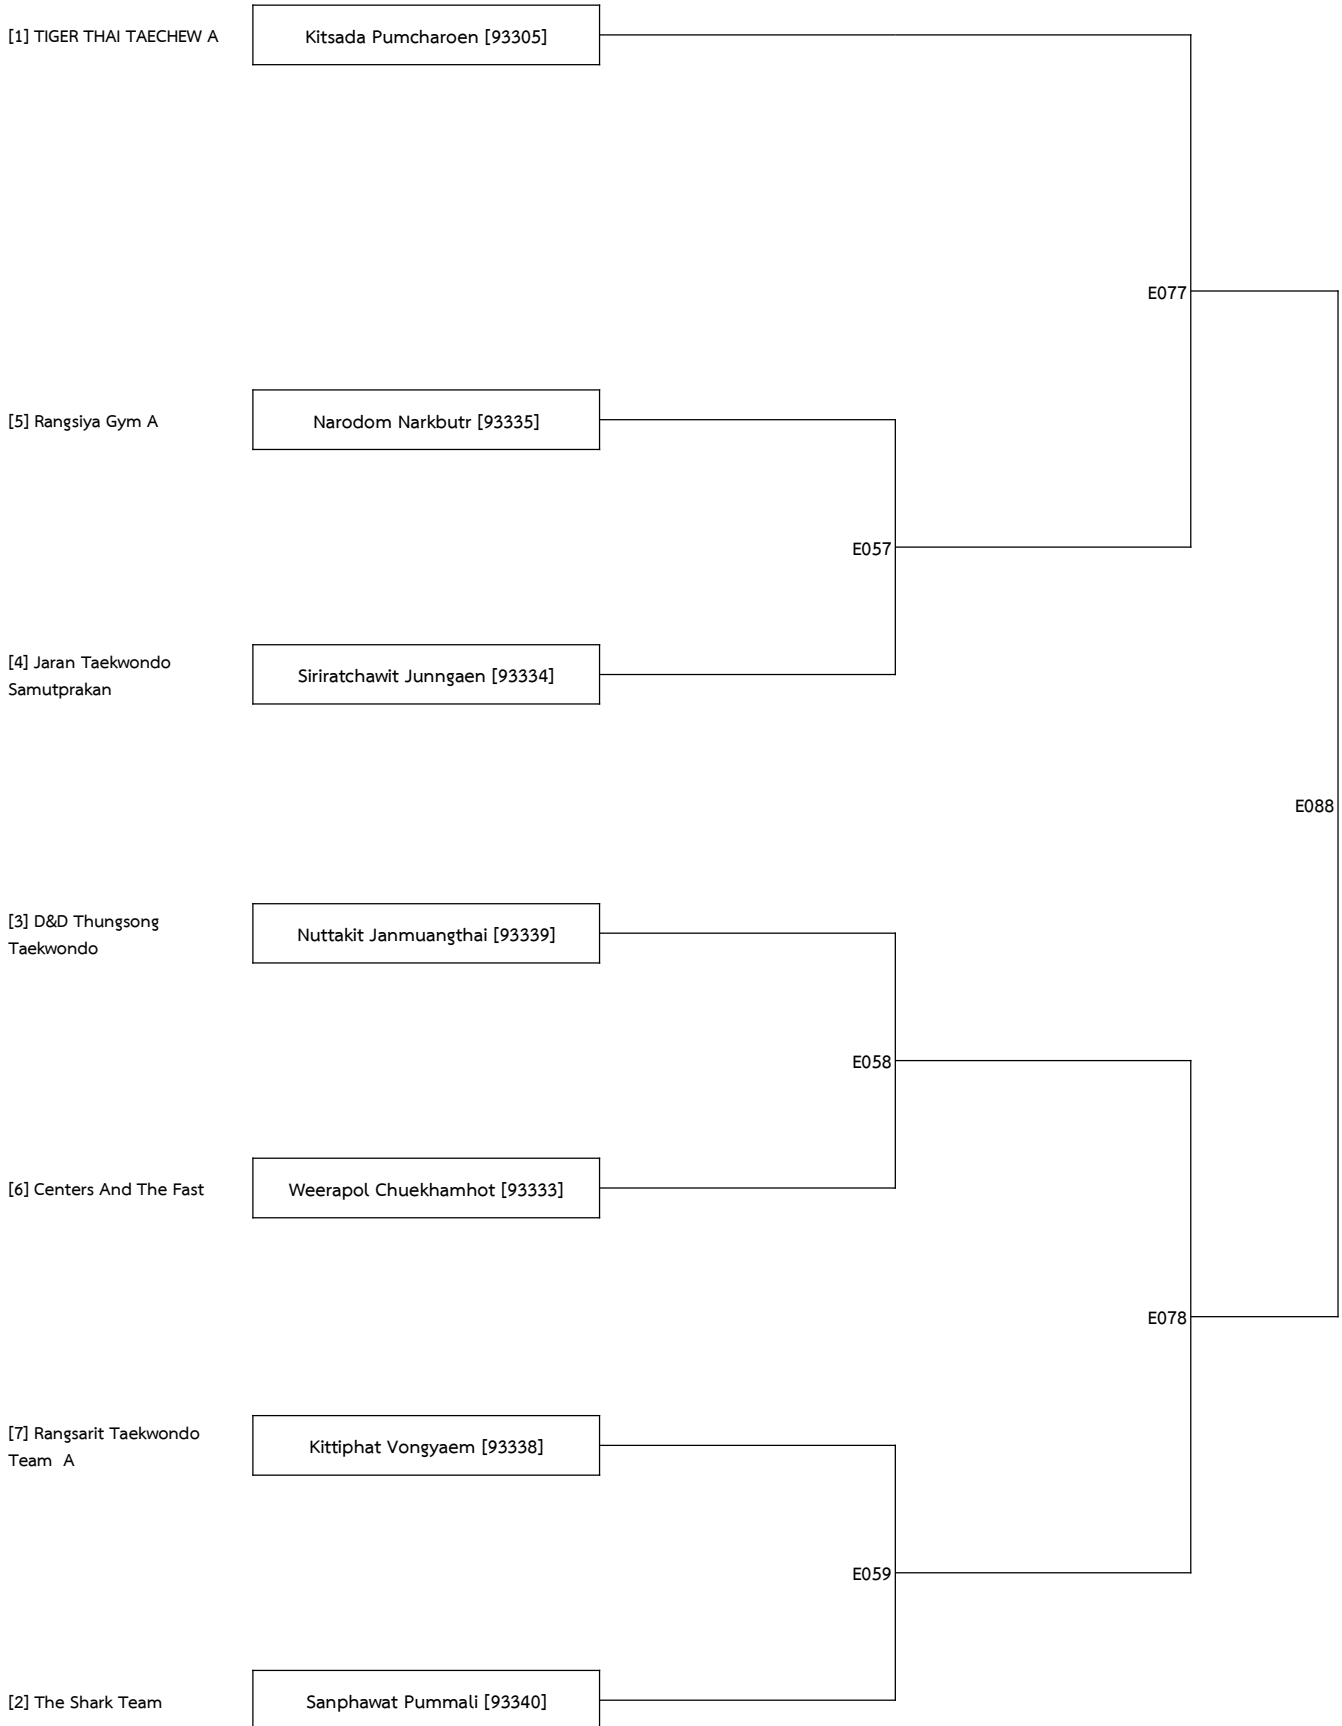 [1] TIGER THAI TAECHEW A
Kitsada Pumcharoen [93305]
E077
[5] Rangsiya Gym A
Narodom Narkbutr [93335]
E057
[4] Jaran Taekwondo
Samutprakan
Siriratchawit Junngaen [93334]
E088
[3] D&D Thungsong
Taekwondo
Nuttakit Janmuangthai [93339]
E058
[6] Centers And The Fast
Weerapol Chuekhamhot [93333]
E078
[7] Rangsarit Taekwondo
Team  A
Kittiphat Vongyaem [93338]
E059
[2] The Shark Team
Sanphawat Pummali [93340]